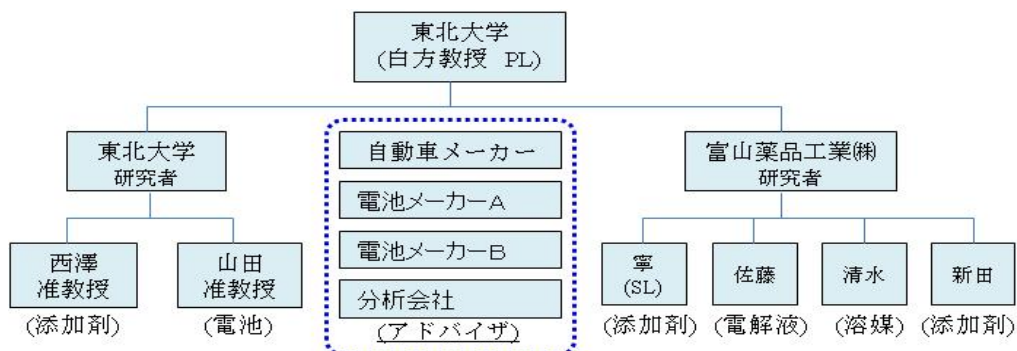 東北大学
(白方教授 PL)
東北大学
研究者
自動車メーカー
電池メーカーA
電池メーカーB
分析会社
(アドバイザ)
富山薬品工業㈱
研究者
西澤
准教授
(添加剤)
山田
准教授
(電池)
寧
(SL)
(添加剤)
佐藤
(電解液)
清水
(溶媒)
新田
(添加剤)